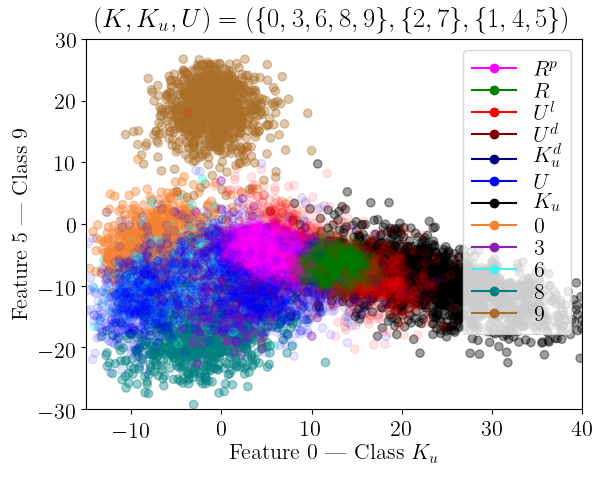 (K, K_u, U) = ({0, 3, 6, 8, 9}, {2, 7}, {1, 4, 5})
30
20
10
0
−10
−20
−30
Feature 5 — Class 9
R^p
R
U^l
U^d
K_u^d
U
K_u
0
3
6
8
9
−10
0
10
20
30
40
Feature 0 — Class K_u